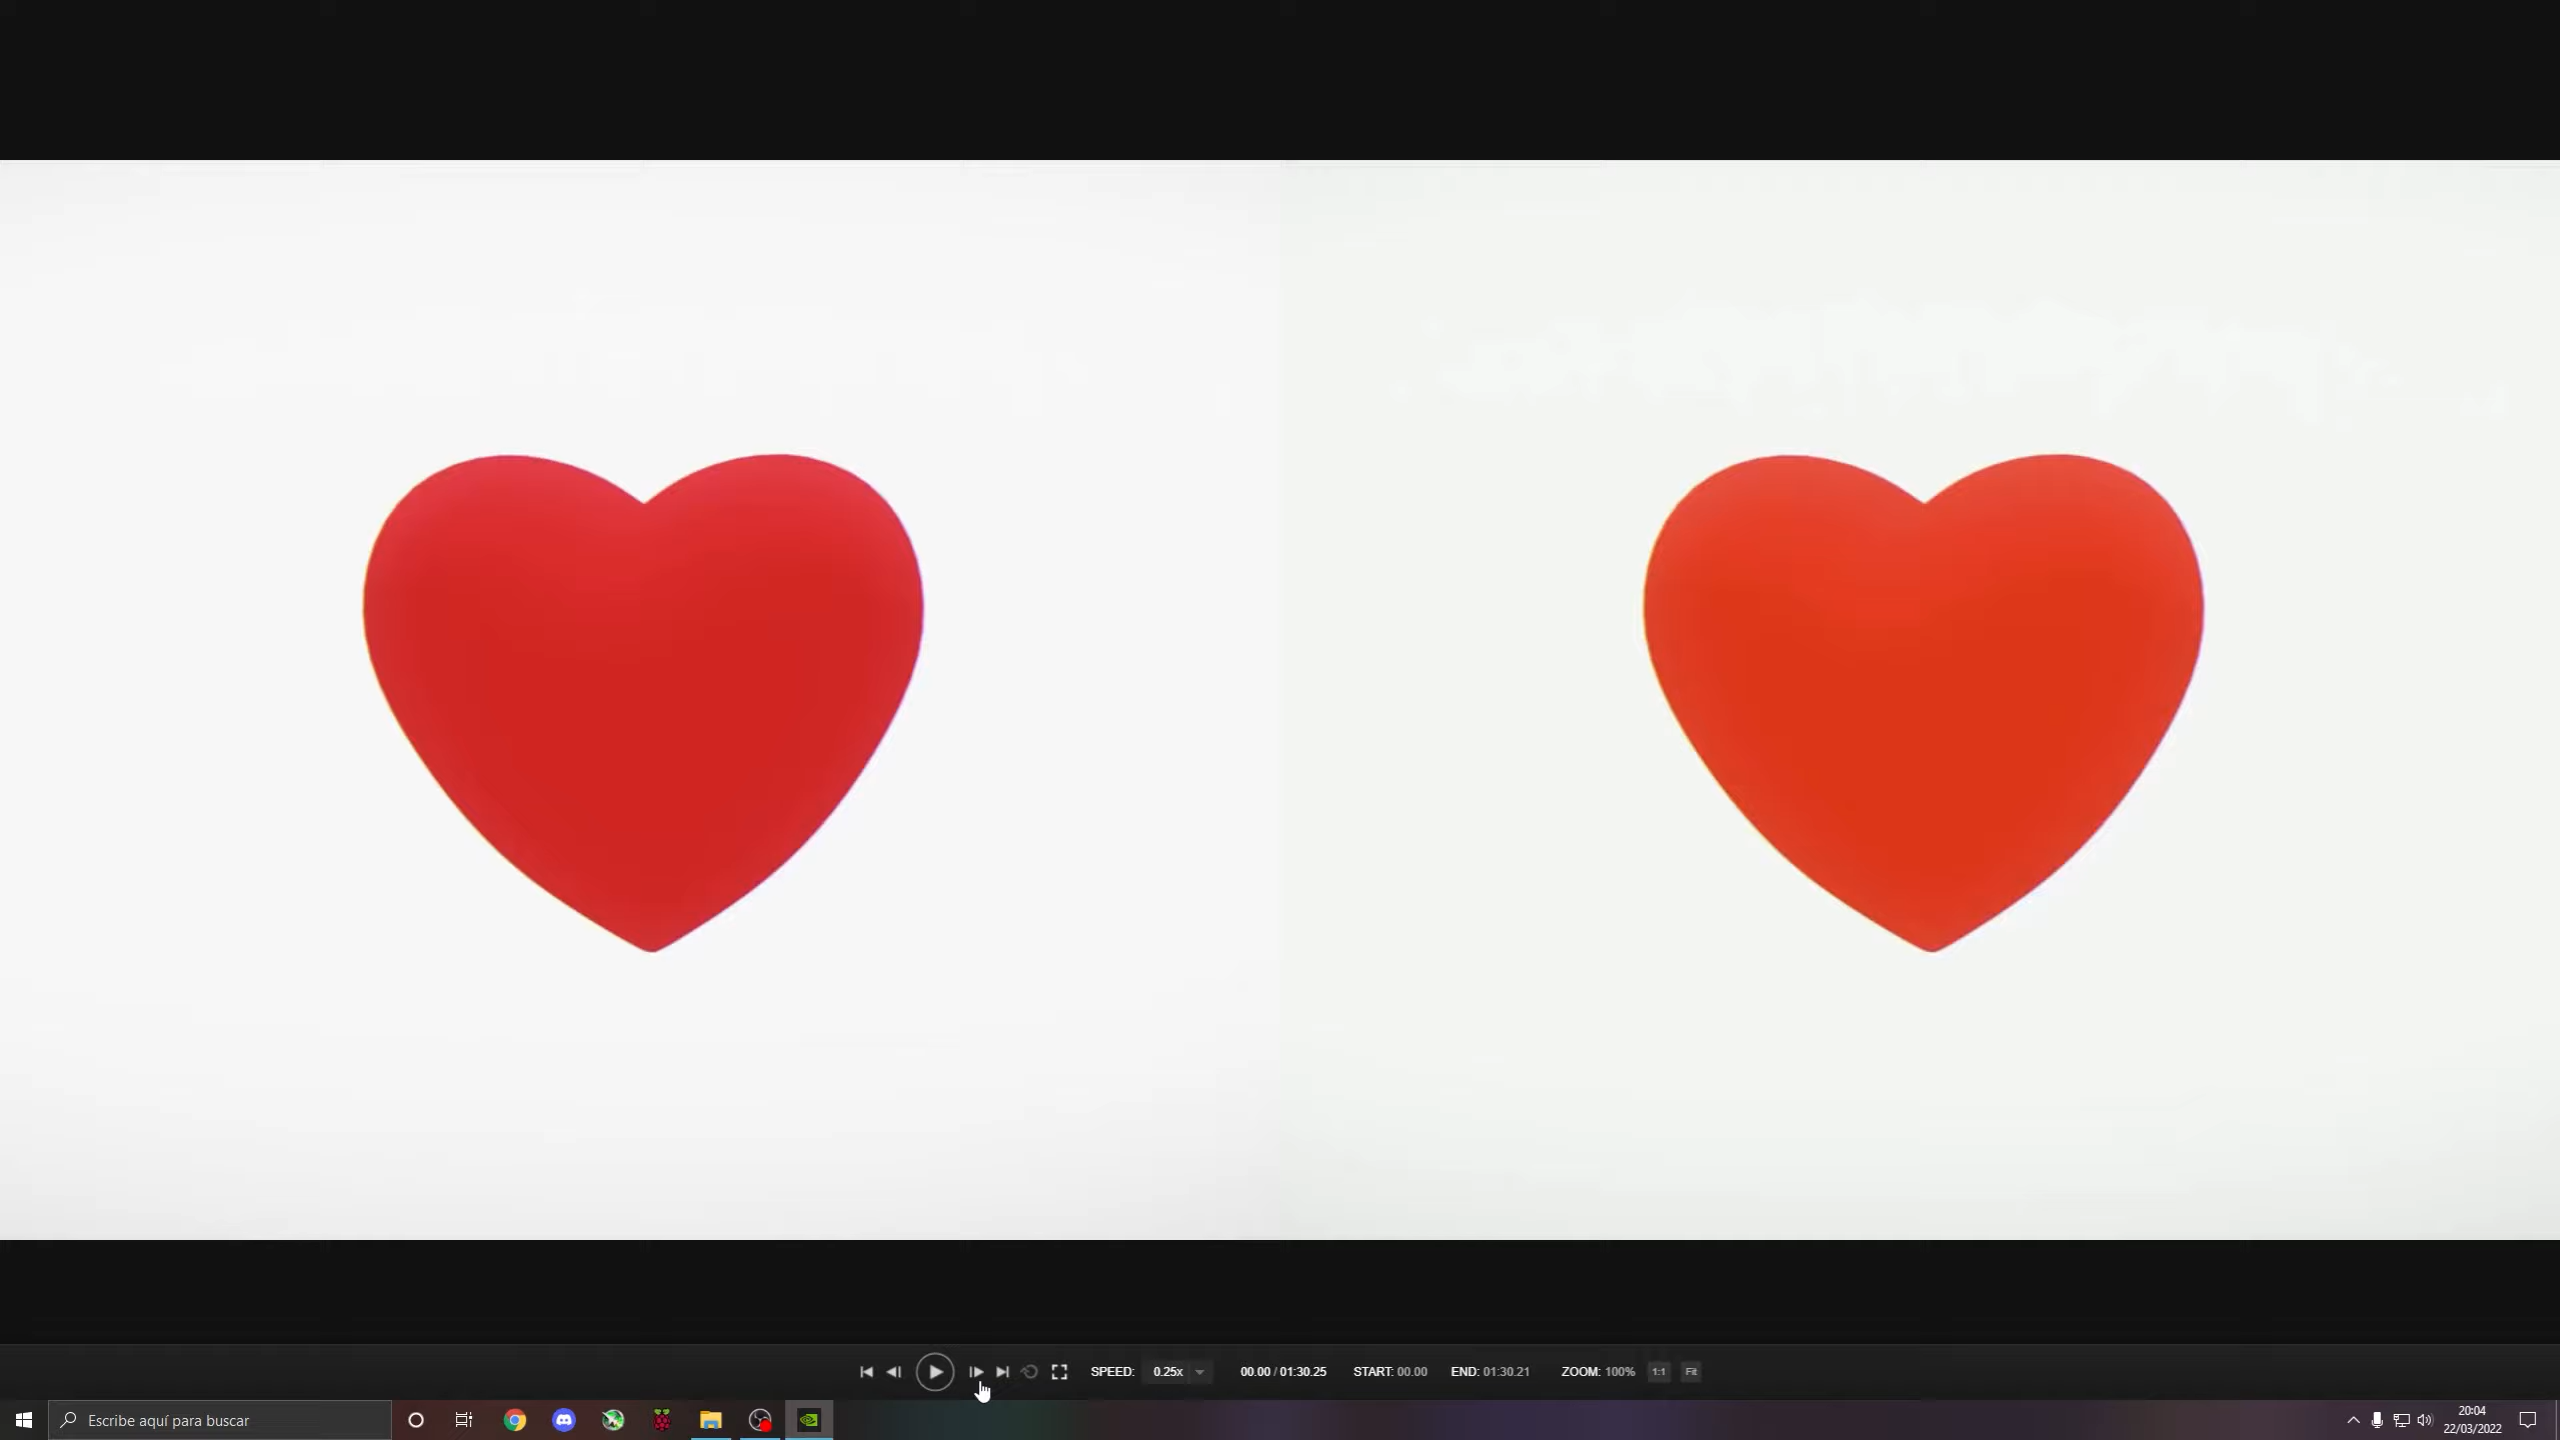 SPEED: 0.25x 00.00 / 01:30.25 START: 00.00 END: 01:30.21 ZOOM: 100% 1:1 Fit
Escribe aquí para buscar
20:04
22/03/2022